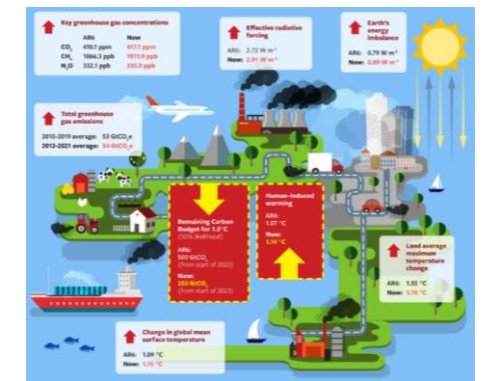 Key greenhouse gas concentrations
AR6 Now
CO₂ 410.1 ppm 417.1 ppm
CH₄ 1866.3 ppb 1911.9 ppb
N₂O 332.1 ppb 335.9 ppb
Effective radiative
forcing
AR6: 2.72 W m⁻²
Now: 2.91 W m⁻²
Earth's
energy
imbalance
AR6: 0.79 W m⁻²
Now: 0.89 W m⁻²
Total greenhouse
gas emissions
2010-2019 average: 53 GtCO₂e
2012-2021 average: 54 GtCO₂e
Remaining Carbon
Budget for 1.5°C
(50% likelihood)
AR6:
500 GtCO₂
(From start of 2020)
Now:
250 GtCO₂
(From start of 2023)
Human-induced
warming
AR6:
1.07 °C
Now:
1.14 °C
Land average
maximum
temperature
change
AR6: 1.55 °C
Now: 1.74 °C
Change in global mean
surface temperature
AR6: 1.09 °C
Now: 1.15 °C